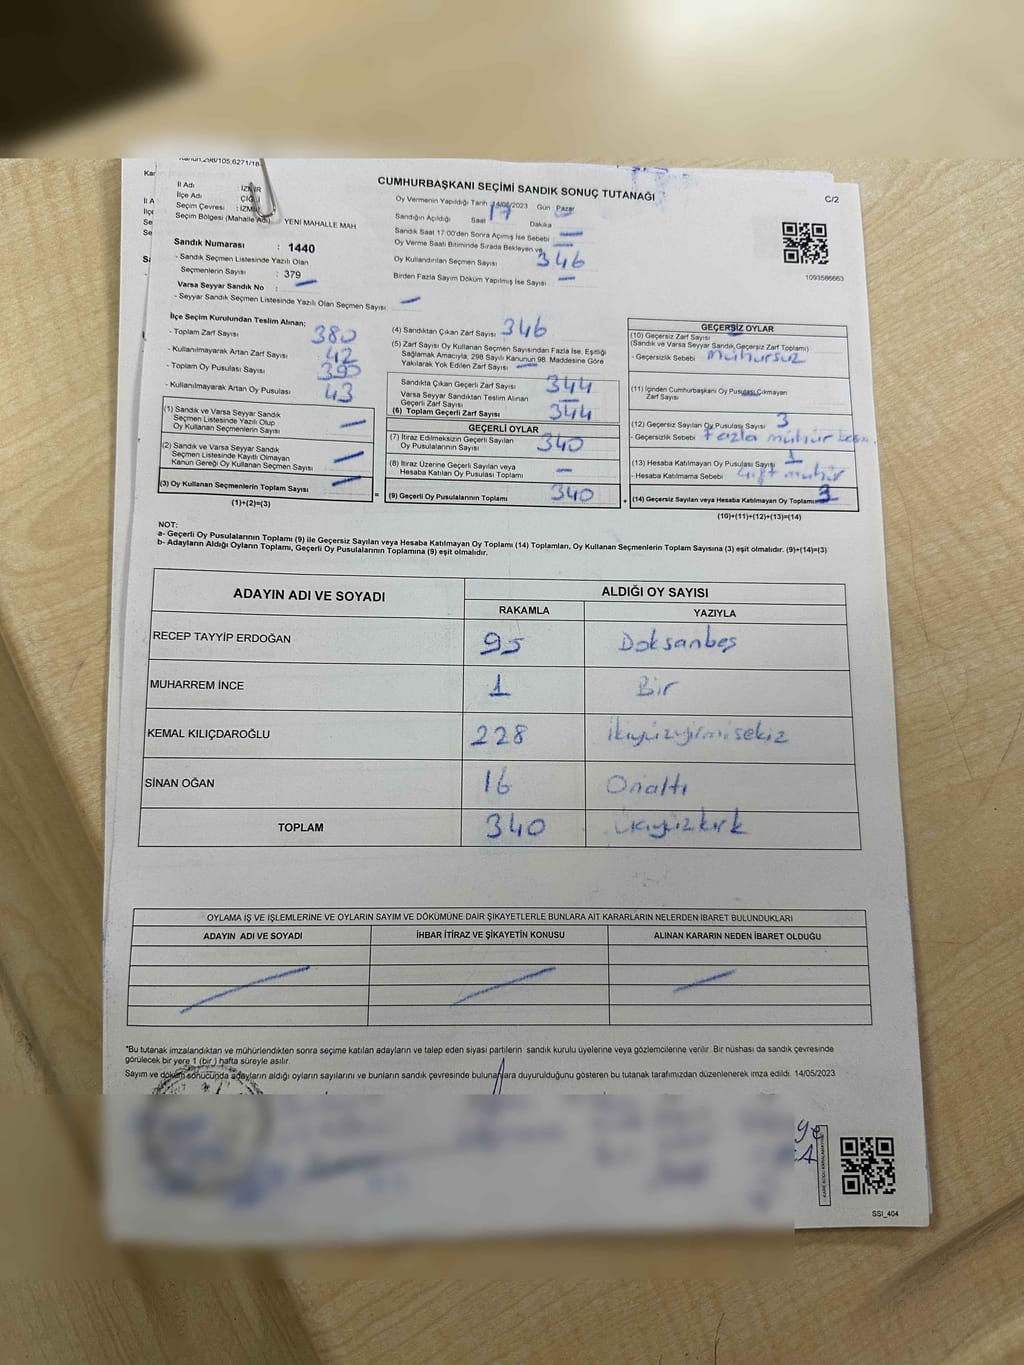 Kanun:298/105;6271/18-
CUMHURBAŞKANI SEÇİMİ SANDIK SONUÇ TUTANAĞI
C/2
İl Adı : İZMİR
İlçe Adı : ÇİĞLİ
Seçim Çevresi : İZMİR
Seçim Bölgesi (Mahalle Adı) YENİ MAHALLE MAH
Sandık Numarası : 1440
- Sandık Seçmen Listesinde Yazılı Olan
Seçmenlerin Sayısı : 379
Varsa Seyyar Sandık No : —
- Seyyar Sandık Seçmen Listesinde Yazılı Olan Seçmen Sayısı —
Oy Vermenin Yapıldığı Tarih 14/05/2023 Gün : Pazar
Sandığın Açıldığı Saat 17 Dakika —
Sandık Saat 17.00'den Sonra Açılmış İse Sebebi —
Oy Verme Saati Bitiminde Sırada Bekleyen ve —
Oy Kullandırılan Seçmen Sayısı 346
Birden Fazla Sayım Döküm Yapılmış İse Sayısı —
1093586663
İlçe Seçim Kurulundan Teslim Alınan;
- Toplam Zarf Sayısı 380
- Kullanılmayarak Artan Zarf Sayısı 42
- Toplam Oy Pusulası Sayısı 390
- Kullanılmayarak Artan Oy Pusulası 43
(1) Sandık ve Varsa Seyyar Sandık
Seçmen Listesinde Yazılı Olup
Oy Kullanan Seçmenlerin Sayısı —
(2) Sandık ve Varsa Seyyar Sandık
Seçmen Listesinde Kayıtlı Olmayan
Kanun Gereği Oy Kullanan Seçmen Sayısı —
(3) Oy Kullanan Seçmenlerin Toplam Sayısı —
(1)+(2)=(3)
=
(4) Sandıktan Çıkan Zarf Sayısı 346
(5) Zarf Sayısı Oy Kullanan Seçmen Sayısından Fazla İse, Eşitliği
Sağlamak Amacıyla, 298 Sayılı Kanunun 98. Maddesine Göre
Yakılarak Yok Edilen Zarf Sayısı —
Sandıkta Çıkan Geçerli Zarf Sayısı 344
Varsa Seyyar Sandıktan Teslim Alınan
Geçerli Zarf Sayısı —
(6) Toplam Geçerli Zarf Sayısı 344
GEÇERLİ OYLAR
(7) İtiraz Edilmeksizin Geçerli Sayılan
Oy Pusulasının Sayısı 340
(8) İtiraz Üzerine Geçerli Sayılan veya
Hesaba Katılan Oy Pusulası Toplamı —
(9) Geçerli Oy Pusulalarının Toplamı 340
+
GEÇERSİZ OYLAR
(10) Geçersiz Zarf Sayısı 2
(Sandık ve Varsa Seyyar Sandık Geçersiz Zarf Toplamı)
- Geçersizlik Sebebi mühürsüz
(11) İçinden Cumhurbaşkanı Oy Pusulası Çıkmayan
Zarf Sayısı —
(12) Geçersiz Sayılan Oy Pusulası Sayısı 3
- Geçersizlik Sebebi Fazla mühür
(13) Hesaba Katılmayan Oy Pusulası Sayısı 1
- Hesaba Katılmama Sebebi Çift mühür
(14) Geçersiz Sayılan veya Hesaba Katılmayan Oy Toplamı 3
(10)+(11)+(12)+(13)=(14)
NOT:
a- Geçerli Oy Pusulalarının Toplamı (9) ile Geçersiz Sayılan veya Hesaba Katılmayan Oy Toplamı (14) Toplamları, Oy Kullanan Seçmenlerin Toplam Sayısına (3) eşit olmalıdır. (9)+(14)=(3)
b- Adayların Aldığı Oyların Toplamı, Geçerli Oy Pusulalarının Toplamına (9) eşit olmalıdır.
ADAYIN ADI VE SOYADI ALDIĞI OY SAYISI
RAKAMLA YAZIYLA
RECEP TAYYİP ERDOĞAN 95 Doksanbeş
MUHARREM İNCE 1 Bir
KEMAL KILIÇDAROĞLU 228 İkiyüzyirmisekiz
SİNAN OĞAN 16 Onaltı
TOPLAM 340
OYLAMA İŞ VE İŞLEMLERİNE VE OYLARIN SAYIM VE DÖKÜMÜNE DAİR ŞİKAYETLERLE BUNLARA AİT KARARLARIN NELERDEN İBARET BULUNDUKLARI
ADAYIN ADI VE SOYADI İHBAR İTİRAZ VE ŞİKAYETİN KONUSU ALINAN KARARIN NEDEN İBARET OLDUĞU
"Bu tutanak imzalandıktan ve mühürlendikten sonra seçime katılan adayların ve talep eden siyasi partilerin sandık kurulu üyelerine veya gözlemcilerine verilir. Bir nüshası da sandık çevresinde
görülecek bir yere 1 (bir ) hafta süreyle asılır.
Sayım ve döküm sonucunda adayların aldığı oyların sayılarını ve bunların sandık çevresinde bulunanlara duyurulduğunu gösteren bu tutanak tarafımızdan düzenlenerek imza edildi. 14/05/2023
SSI_404